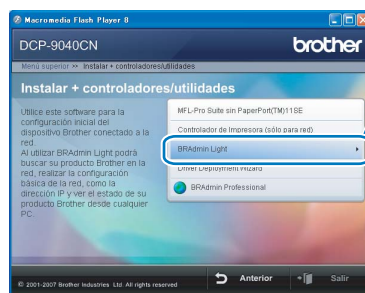 Macromedia Flash Player 8
DCP-9040CN
brother
Menú superior >> Instalar + controladores/utilidades
Instalar + controladores/utilidades
Utilice este software para la
configuración inicial del
dispositivo Brother conectado a la
red.
Al utilizar BRAdmin Light podrá
buscar su producto Brother en la
red, realizar la configuración
básica de la red, como la
dirección IP y ver el estado de su
producto Brother desde cualquier
PC.
MFL-Pro Suite sin PaperPort(TM)11SE
Controlador de Impresora (sólo para red)
BRAdmin Light
Driver Deployment Wizard
BRAdmin Professional
© 2001-2007 Brother Industries Ltd. All rights reserved
Anterior
Salir